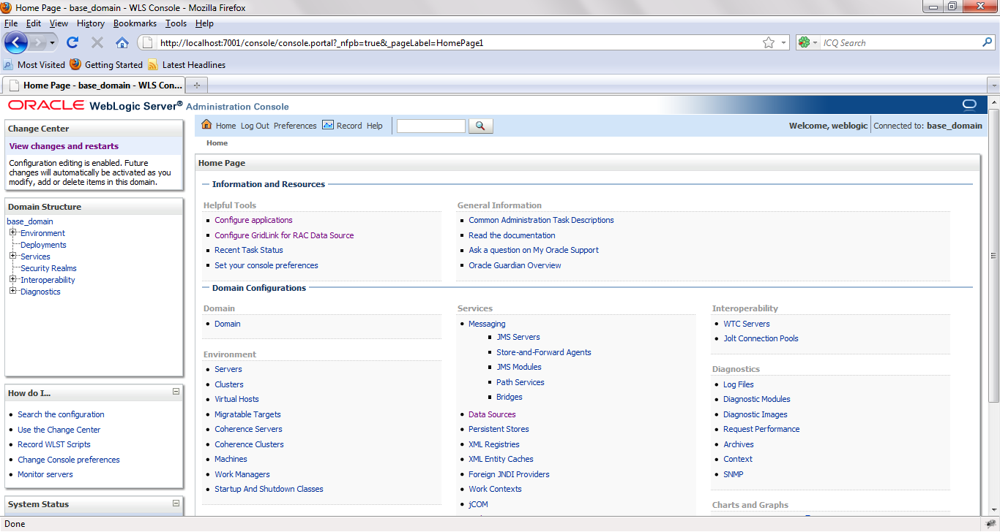 Home Page - base_domain - WLS Console - Mozilla Firefox
File Edit View History Bookmarks Tools Help
http://localhost:7001/console/console.portal?_nfpb=true&_pageLabel=HomePage1
ICQ Search
Most Visited Getting Started Latest Headlines
Home Page - base_domain - WLS Con...
ORACLE WebLogic Server® Administration Console
Change Center
View changes and restarts
Configuration editing is enabled. Future
changes will automatically be activated as you
modify, add or delete items in this domain.
Domain Structure
base_domain
Environment
Deployments
Services
Security Realms
Interoperability
Diagnostics
How do I...
Search the configuration
Use the Change Center
Record WLST Scripts
Change Console preferences
Monitor servers
System Status
Home Log Out Preferences Record Help
Welcome, weblogic Connected to: base_domain
Home
Home Page
Information and Resources
Helpful Tools
Configure applications
Configure GridLink for RAC Data Source
Recent Task Status
Set your console preferences
General Information
Common Administration Task Descriptions
Read the documentation
Ask a question on My Oracle Support
Oracle Guardian Overview
Domain Configurations
Domain
Domain
Environment
Servers
Clusters
Virtual Hosts
Migratable Targets
Coherence Servers
Coherence Clusters
Machines
Work Managers
Startup And Shutdown Classes
Services
Messaging
JMS Servers
Store-and-Forward Agents
JMS Modules
Path Services
Bridges
Data Sources
Persistent Stores
XML Registries
XML Entity Caches
Foreign JNDI Providers
Work Contexts
jCOM
Interoperability
WTC Servers
Jolt Connection Pools
Diagnostics
Log Files
Diagnostic Modules
Diagnostic Images
Request Performance
Archives
Context
SNMP
Charts and Graphs
Done